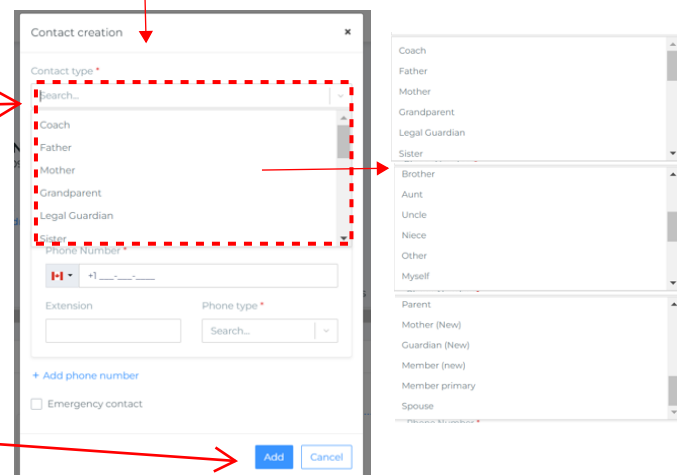 Contact creation ×
Contact type *
Search...
Coach
Father
Mother
Grandparent
Legal Guardian
Sister
Phone Number *
+1 ___-___-____
Extension Phone type *
Search...
+ Add phone number
Emergency contact
Add Cancel
Coach
Father
Mother
Grandparent
Legal Guardian
Sister
Brother
Aunt
Uncle
Niece
Other
Myself
Parent
Mother (New)
Guardian (New)
Member (new)
Member primary
Spouse
Phone Number *